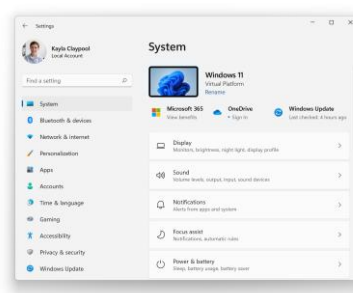 Settings
Kayla Claypool
Local Account
Find a setting
System
Bluetooth & devices
Network & internet
Personalization
Apps
Accounts
Time & language
Gaming
Accessibility
Privacy & security
Windows Update
System
Windows 11
Virtual Platform
Rename
Microsoft 365
View benefits
OneDrive
• Sign in
Windows Update
Last checked: 4 hours ago
Display
Monitors, brightness, night light, display profile
Sound
Volume levels, output, input, sound devices
Notifications
Alerts from apps and system
Focus assist
Notifications, automatic rules
Power & battery
Sleep, battery usage, battery saver